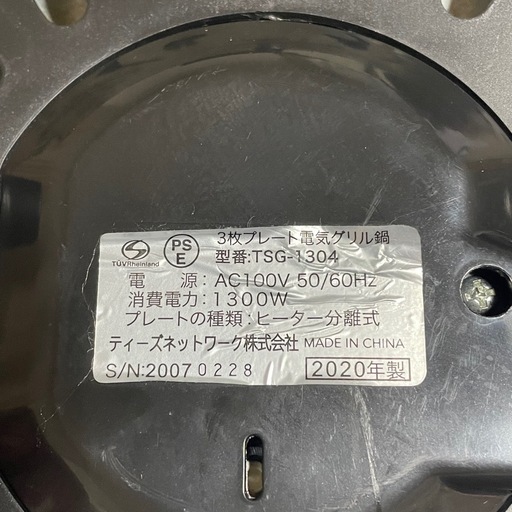 3枚プレート電気グリル鍋
TÜVRheinland
PS
E
型番:TSG-1304
電 源:AC100V 50/60Hz
消費電力:1300W
プレートの種類:ヒーター分離式
ティーズネットワーク株式会社 MADE IN CHINA
S/N:20070228 2020年製